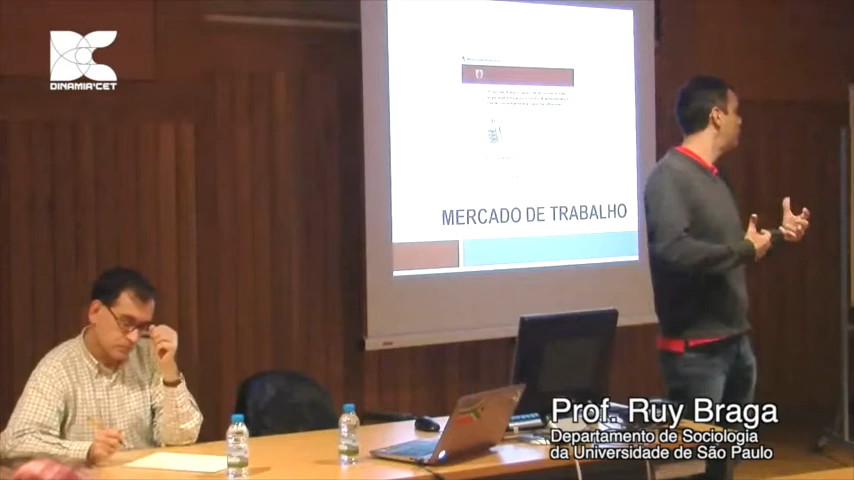 DINAMIA'CET
MERCADO DE TRABALHO
Prof. Ruy Braga
Departamento de Sociologia
da Universidade de São Paulo